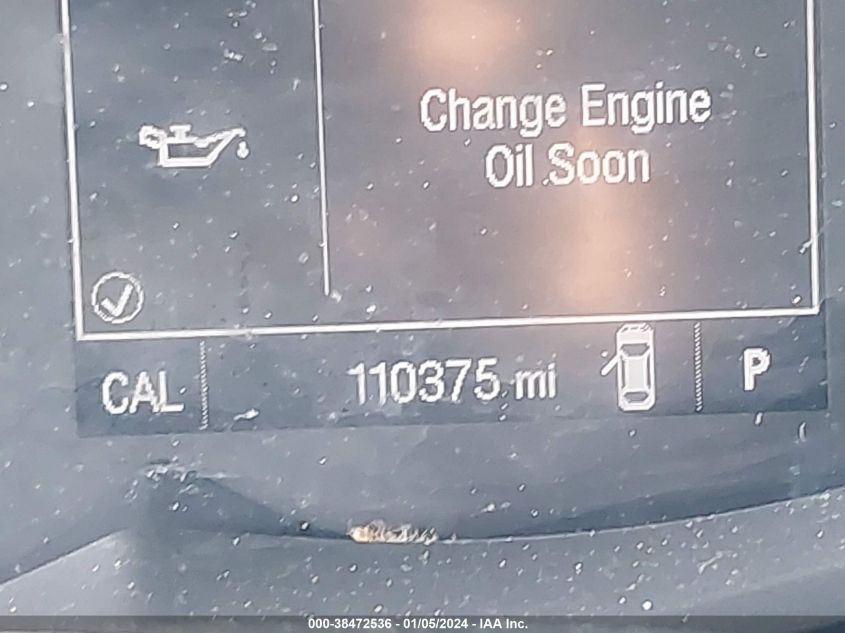 Change Engine
Oil Soon
CAL 110375 mi P
000-38472536 - 01/05/2024 - IAA Inc.